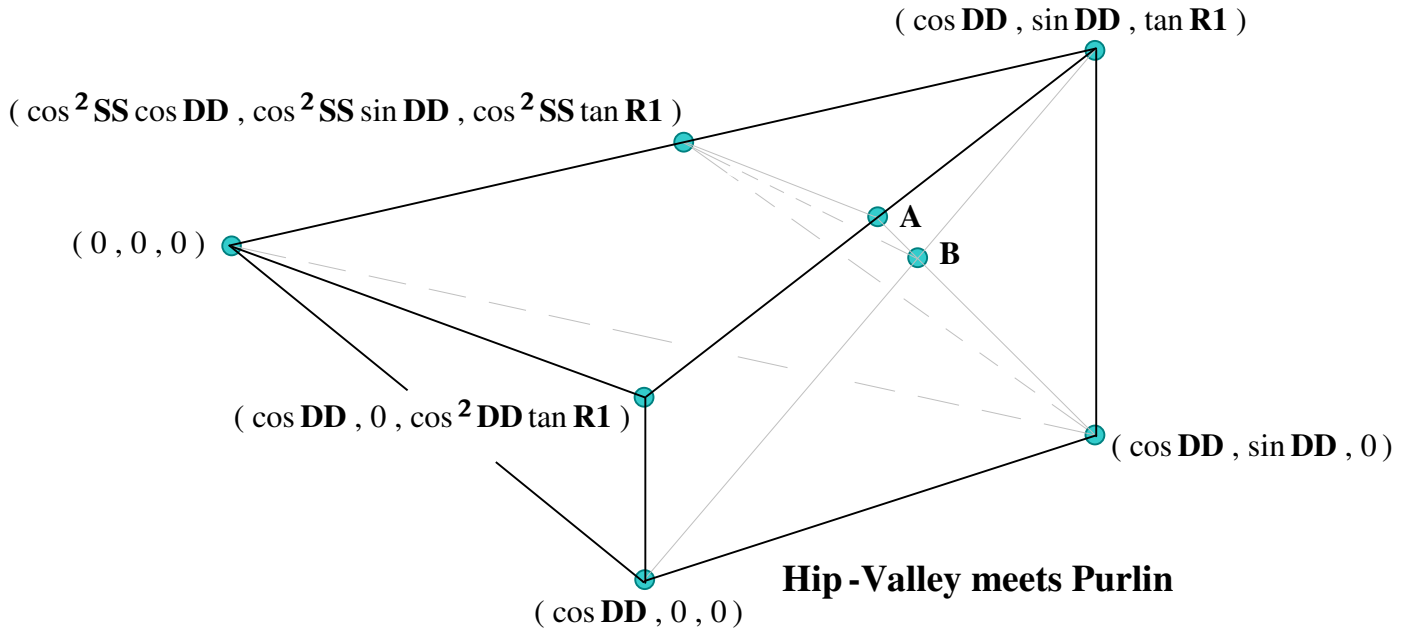 ( cos DD , sin DD , tan R1 )
( cos ² SS cos DD , cos ² SS sin DD , cos ² SS tan R1 )
A
( 0 , 0 , 0 )
B
( cos DD , 0 , cos ² DD tan R1 )
( cos DD , sin DD , 0 )
Hip -Valley meets Purlin
( cos DD , 0 , 0 )